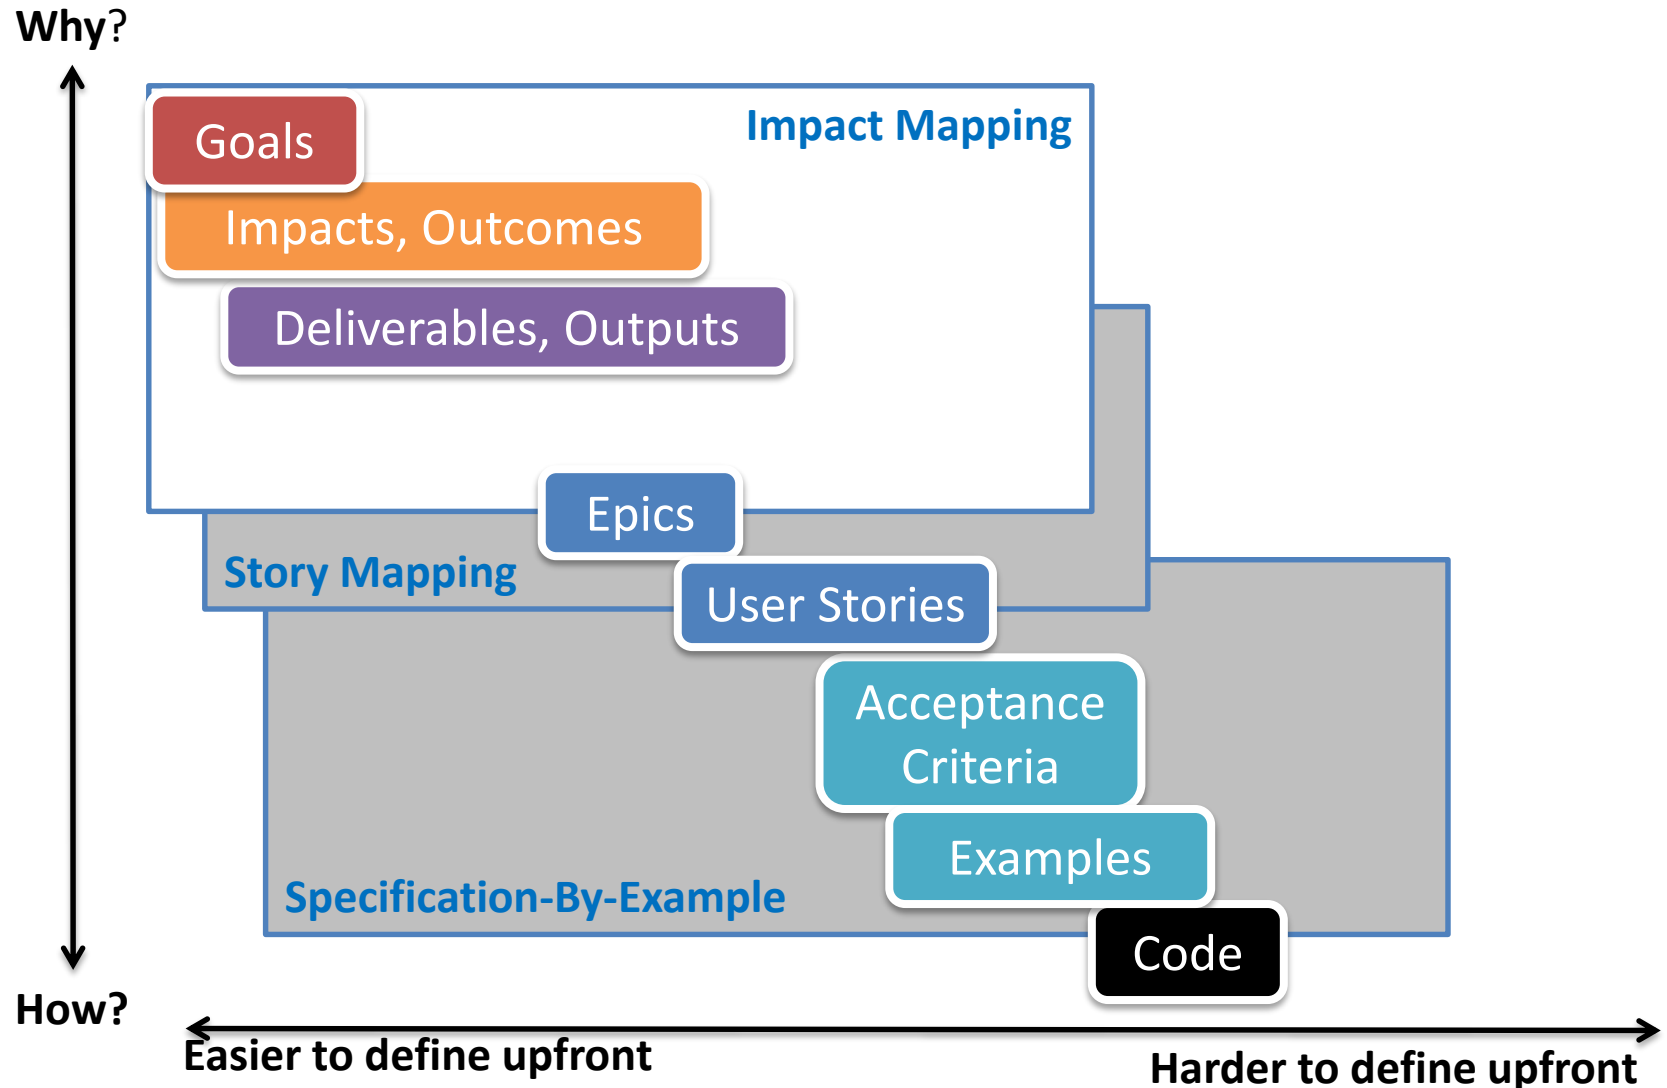 Why?
Impact Mapping
Goals
Impacts, Outcomes
Deliverables, Outputs
Epics
Story Mapping
User Stories
Acceptance
Criteria
Examples
Specification-By-Example
Code
How?
Easier to define upfront
Harder to define upfront